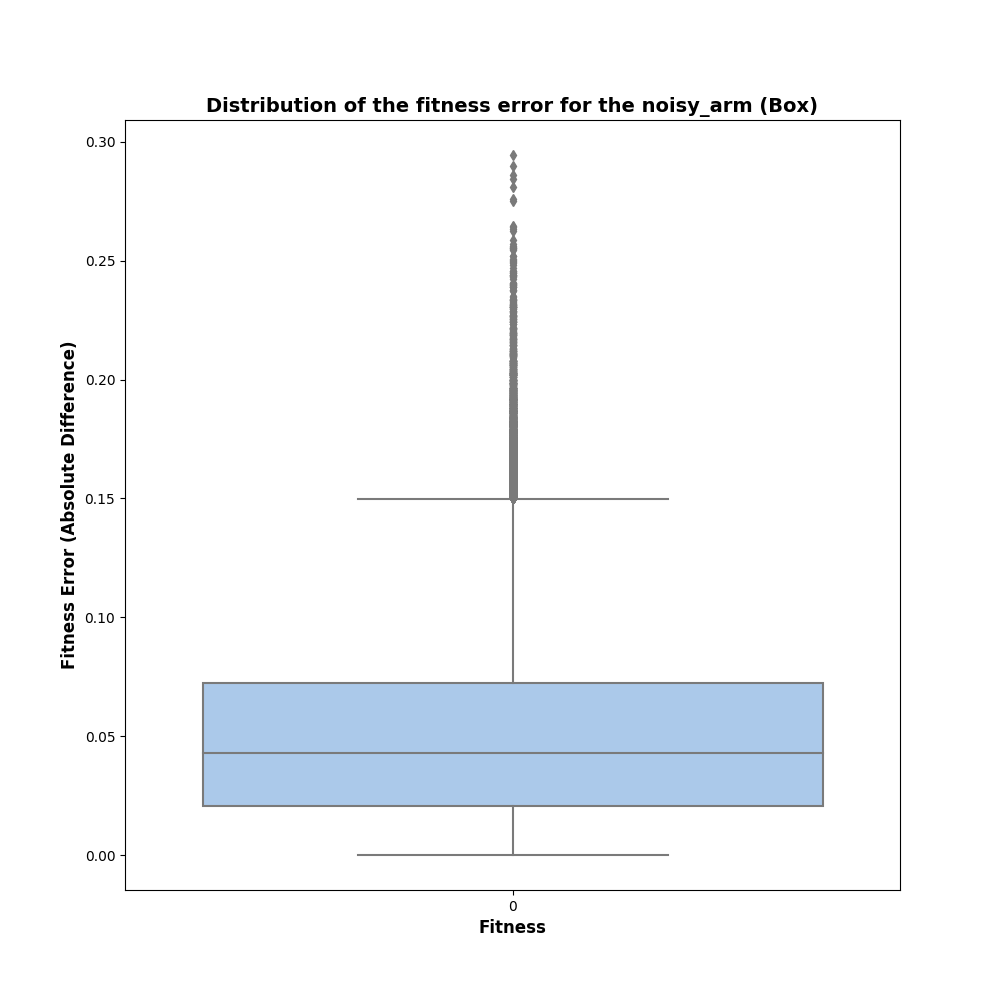 Distribution of the fitness error for the noisy_arm (Box)
0.30
0.25
0.20
0.15
0.10
0.05
0.00
Fitness Error (Absolute Difference)
0
Fitness